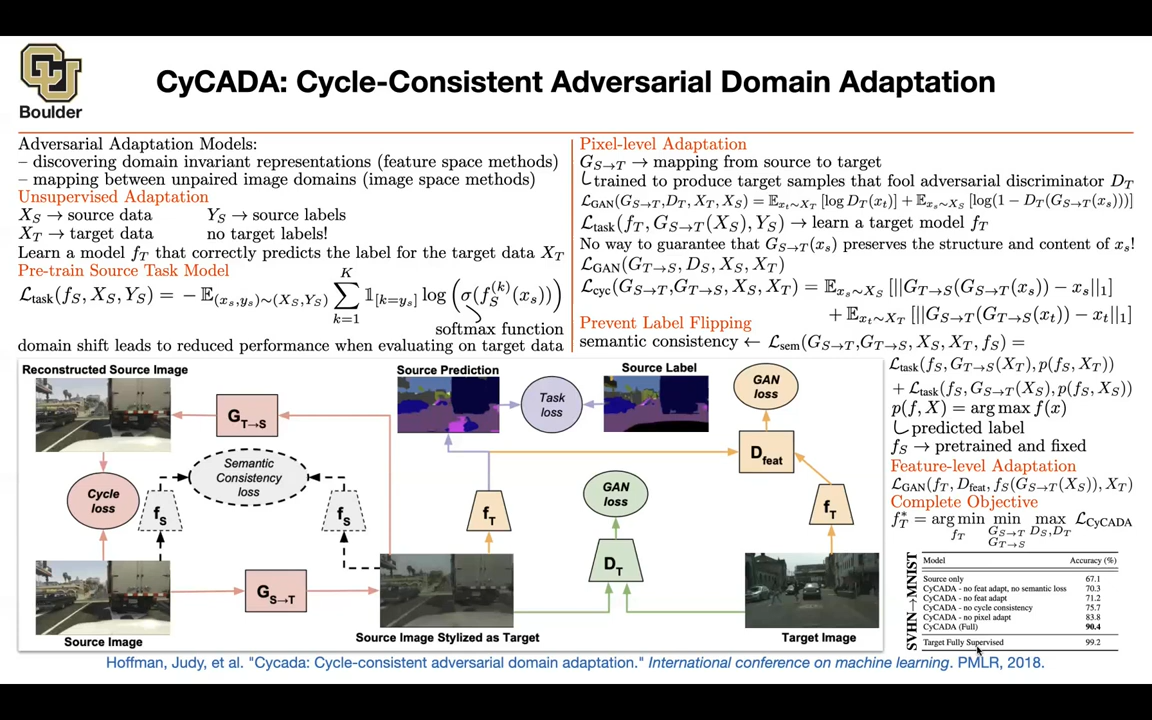 CyCADA: Cycle-Consistent Adversarial Domain Adaptation
Boulder
Adversarial Adaptation Models:
– discovering domain invariant representations (feature space methods)
– mapping between unpaired image domains (image space methods)
Unsupervised Adaptation
X_S → source data Y_S → source labels
X_T → target data no target labels!
Learn a model f_T that correctly predicts the label for the target data X_T
Pre-train Source Task Model
ℒ_task(f_S, X_S, Y_S) = − 𝔼_(x_s,y_s)∼(X_S,Y_S) ∑_{k=1}^{K} 𝟙_[k=y_s] log (σ(f_S^(k)(x_s)))
softmax function
domain shift leads to reduced performance when evaluating on target data
Pixel-level Adaptation
G_S→T → mapping from source to target
trained to produce target samples that fool adversarial discriminator D_T
ℒ_GAN(G_S→T, D_T, X_T, X_S) = 𝔼_x_t∼X_T [log D_T(x_t)] + 𝔼_x_s∼X_S [log(1 − D_T(G_S→T(x_s)))]
ℒ_task(f_T, G_S→T(X_S), Y_S) → learn a target model f_T
No way to guarantee that G_S→T(x_s) preserves the structure and content of x_s!
ℒ_GAN(G_T→S, D_S, X_S, X_T)
ℒ_cyc(G_S→T, G_T→S, X_S, X_T) = 𝔼_x_s∼X_S [||G_T→S(G_S→T(x_s)) − x_s||_1]
+ 𝔼_x_t∼X_T [||G_S→T(G_T→S(x_t)) − x_t||_1]
Prevent Label Flipping
semantic consistency ← ℒ_sem(G_S→T, G_T→S, X_S, X_T, f_S) =
ℒ_task(f_S, G_T→S(X_T), p(f_S, X_T))
+ ℒ_task(f_S, G_S→T(X_S), p(f_S, X_S))
p(f, X) = arg max f(x)
predicted label
f_S → pretrained and fixed
Feature-level Adaptation
ℒ_GAN(f_T, D_feat, f_S(G_S→T(X_S)), X_T)
Complete Objective
f_T^* = arg min_{f_T} min_{G_S→T G_T→S} max_{D_S,D_T} ℒ_CyCADA
Reconstructed Source Image
Source Prediction
Source Label
G_T→S
Task loss
GAN loss
Semantic Consistency loss
D_feat
Cycle loss
f_S
f_S
f_T
GAN loss
f_T
D_T
G_S→T
Source Image
Source Image Stylized as Target
Target Image
SVHN→MNIST
Model Accuracy (%)
Source only 67.1
CyCADA - no feat adapt, no semantic loss 70.3
CyCADA - no feat adapt 71.2
CyCADA - no cycle consistency 75.7
CyCADA - no pixel adapt 83.8
CyCADA (Full) 90.4
Target Fully Supervised 99.2
Hoffman, Judy, et al. "Cycada: Cycle-consistent adversarial domain adaptation." International conference on machine learning. PMLR, 2018.